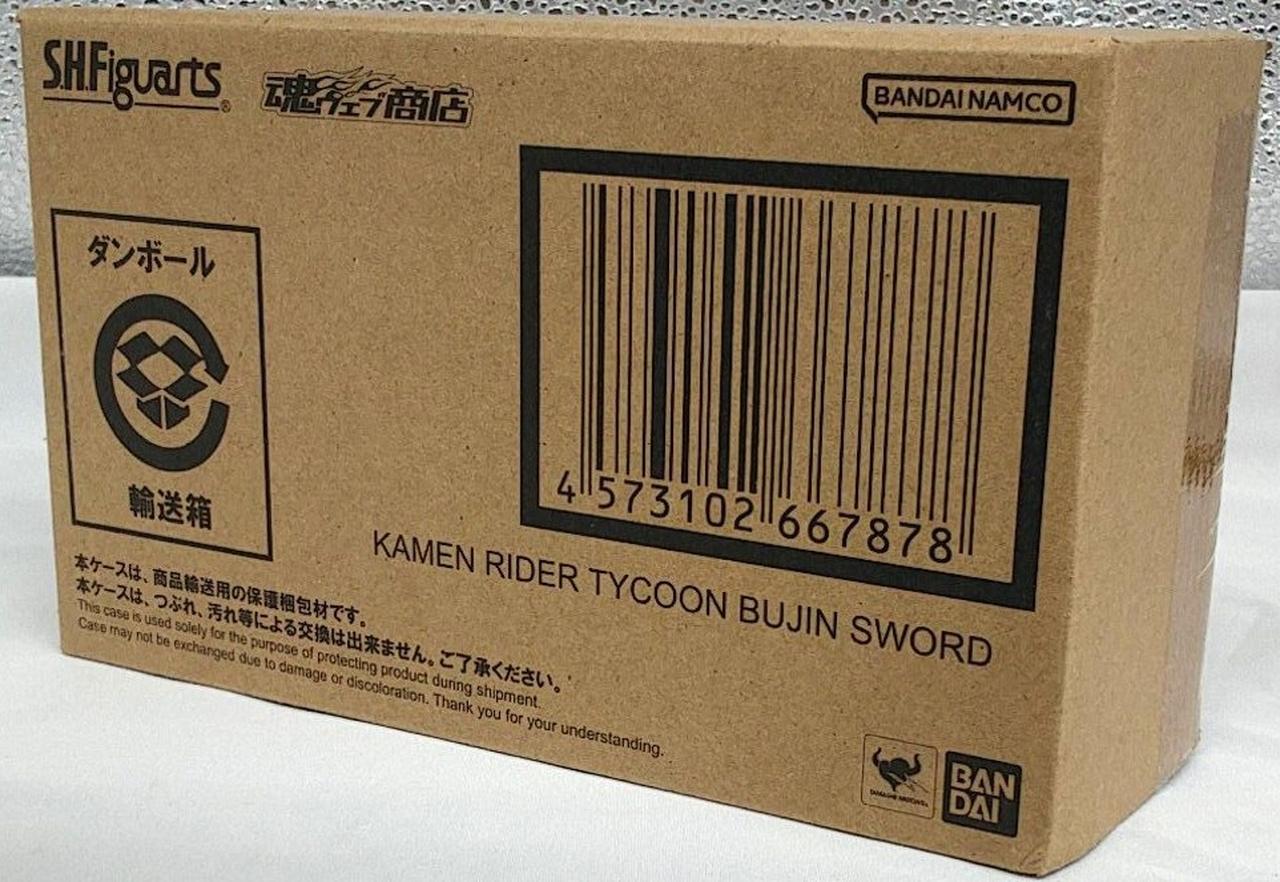 S.H.Figuarts®
魂ウェブ商店
BANDAI NAMCO
ダンボール
輸送箱
4 573102 667878
KAMEN RIDER TYCOON BUJIN SWORD
本ケースは、商品輸送用の保護梱包材です。
本ケースは、つぶれ、汚れ等による交換は出来ません。ご了承ください。
This case is used solely for the purpose of protecting product during shipment.
Case may not be exchanged due to damage or discoloration. Thank you for your understanding.
TAMASHII NATIONS
BAN
DAI